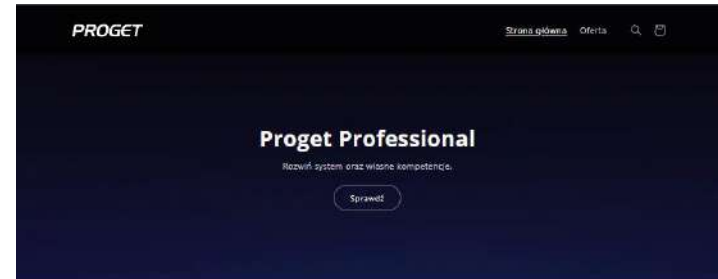 PROGET
Strona główna Oferta
Proget Professional
Rozwiń system oraz własne kompetencje.
Sprawdź